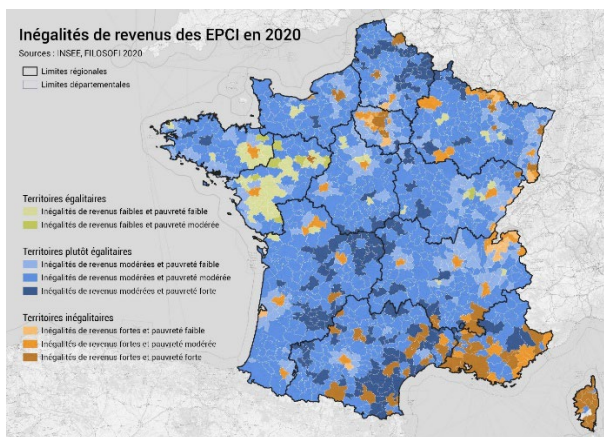 Inégalités de revenus des EPCI en 2020
Sources : INSEE, FILOSOFI 2020
Limites régionales
Limites départementales
Territoires égalitaires
Inégalités de revenus faibles et pauvreté faible
Inégalités de revenus faibles et pauvreté modérée
Territoires plutôt égalitaires
Inégalités de revenus modérées et pauvreté faible
Inégalités de revenus modérées et pauvreté modérée
Inégalités de revenus modérées et pauvreté forte
Territoires inégalitaires
Inégalités de revenus fortes et pauvreté faible
Inégalités de revenus fortes et pauvreté modérée
Inégalités de revenus fortes et pauvreté forte